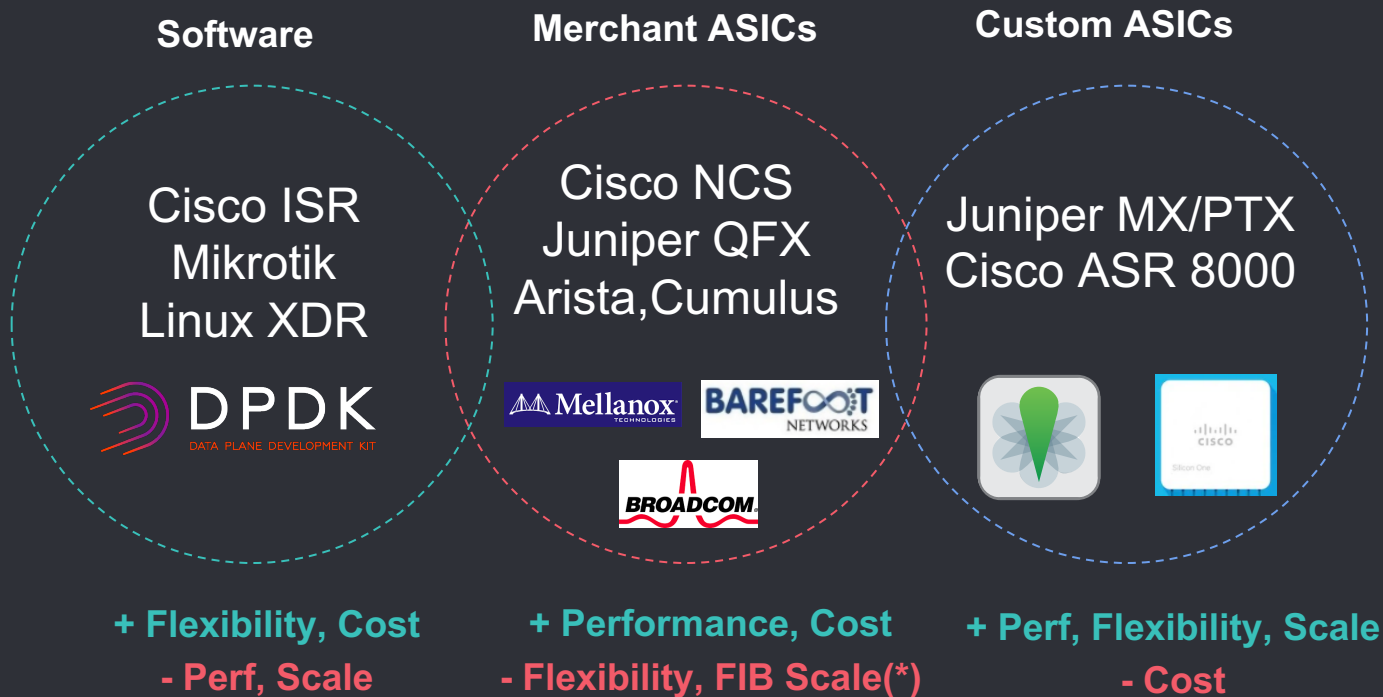 Software
Merchant ASICs
Custom ASICs
Cisco ISR
Mikrotik
Linux XDR
DPDK
DATA PLANE DEVELOPMENT KIT
Cisco NCS
Juniper QFX
Arista,Cumulus
Mellanox
TECHNOLOGIES
BAREFOOT
NETWORKS
BROADCOM.
Juniper MX/PTX
Cisco ASR 8000
CISCO
Silicon One
+ Flexibility, Cost
- Perf, Scale
+ Performance, Cost
- Flexibility, FIB Scale(*)
+ Perf, Flexibility, Scale
- Cost